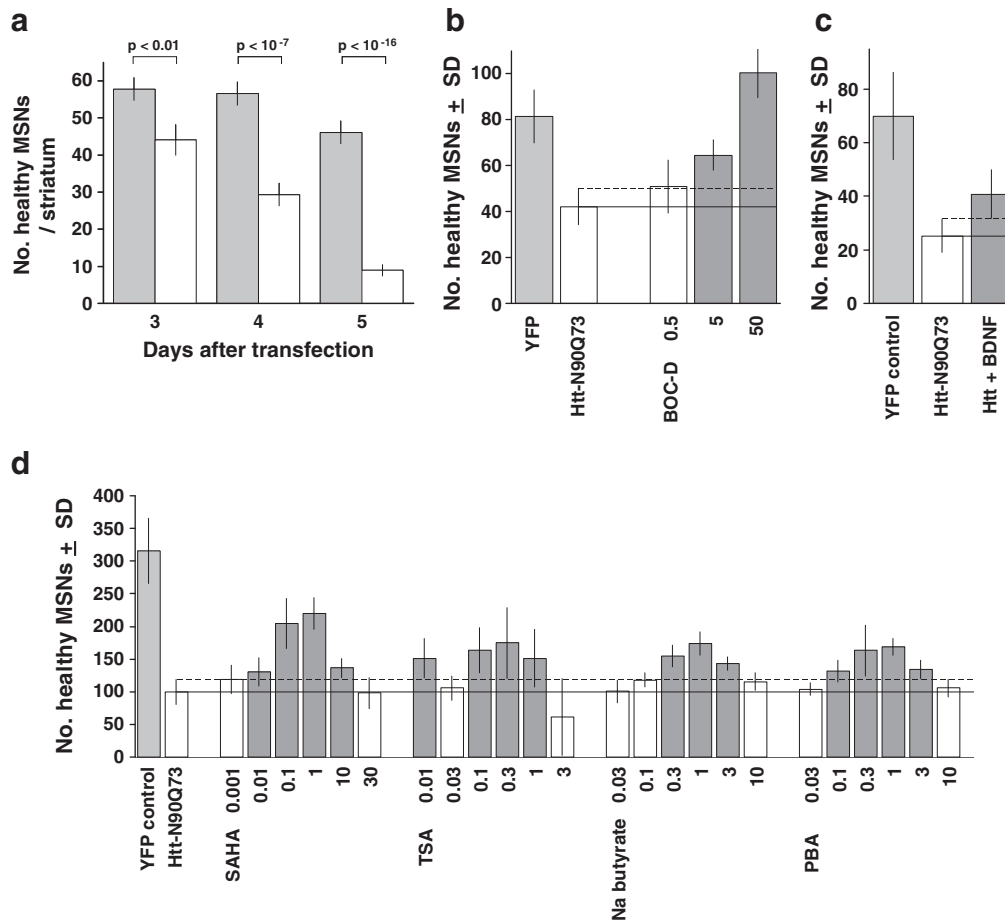 a
p < 0.01
p < 10-7
p < 10-16
No. healthy MSNs
/ striatum
60
50
40
30
20
10
0
3
4
5
Days after transfection
b
No. healthy MSNs ± SD
100
80
60
40
20
0
YFP
Htt-N90Q73
BOC-D 0.5
5
50
c
No. healthy MSNs ± SD
80
60
40
20
0
YFP control
Htt-N90Q73
Htt + BDNF
d
No. healthy MSNs ± SD
400
350
300
250
200
150
100
50
0
YFP control
Htt-N90Q73
SAHA 0.001
0.01
0.1
1
10
30
TSA 0.01
0.03
0.1
0.3
1
3
Na butyrate 0.03
0.1
0.3
1
3
10
PBA 0.03
0.1
0.3
1
3
10